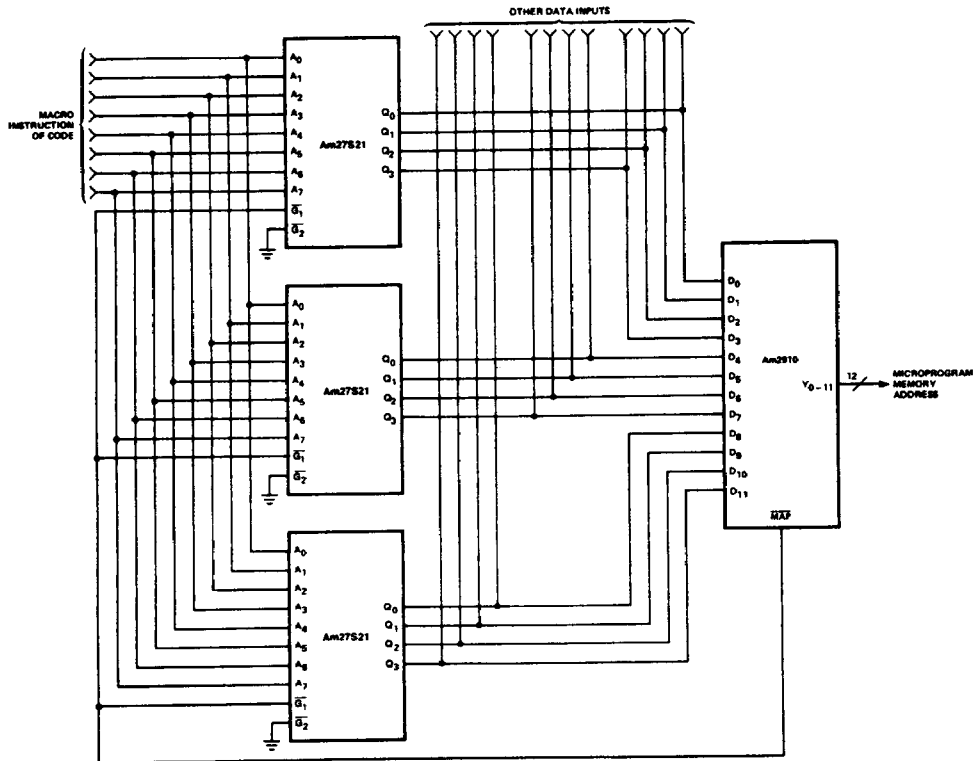 OTHER DATA INPUTS
MACRO
INSTRUCTION
OF CODE
A0
A1
A2
A3
A4
A5
A6
A7
G1
G2
Am27S21
Q0
Q1
Q2
Q3
A0
A1
A2
A3
A4
A5
A6
A7
G1
G2
Am27S21
Q0
Q1
Q2
Q3
A0
A1
A2
A3
A4
A5
A6
A7
G1
G2
Am27S21
Q0
Q1
Q2
Q3
D0
D1
D2
D3
D4
D5
D6
D7
D8
D9
D10
D11
Am2910
Y0-11
MAP
12
MICROPROGRAM
MEMORY
ADDRESS